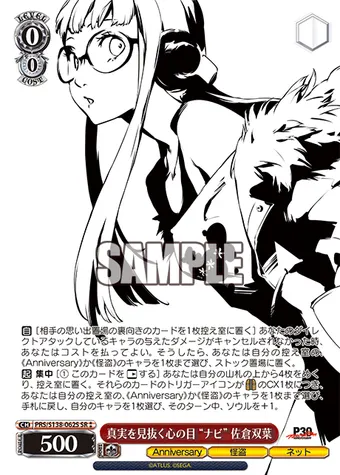 LEVEL
0
0
COST
SAMPLE
自 [相手の思い出置場の裏向きのカードを1枚控え室に置く] あなたのダイレ
クトアタックしているキャラの与えたダメージがキャンセルされなかった時、
あなたはコストを払ってよい。そうしたら、あなたは自分の控え室の、
《Anniversary》か《怪盗》のキャラを1枚まで選び、ストック置場に置く。
起 集中 [① このカードを する] あなたは自分の山札の上から4枚をめく
り、控え室に置く。それらのカードのトリガーアイコンが のCX1枚につき、
あなたは自分の控え室の《Anniversary》か《怪盗》のキャラを1枚まで選び、
手札に戻し、自分のキャラを1枚選び、そのターン中、ソウルを＋1。
CH PRS/S138-062S SR
500
真実を見抜く心の目“ナビ”佐倉双葉
P30
Anniversary 怪盗 ネット
©ATLUS. ©SEGA.